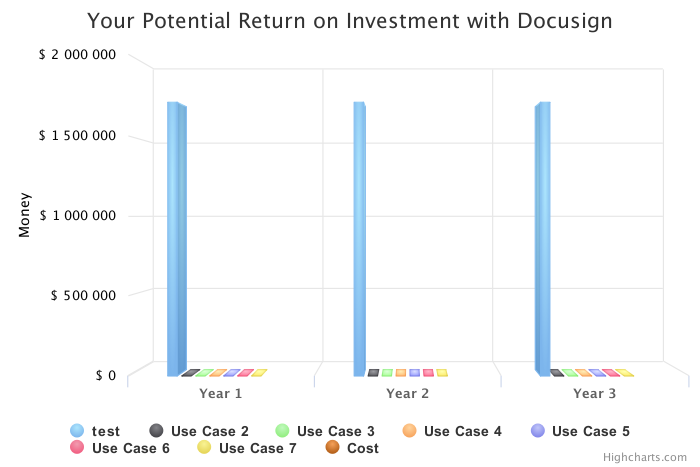 Your Potential Return on Investment with Docusign
$ 2 000 000
$ 1 500 000
$ 1 000 000
$ 500 000
$ 0
Money
Year 1 Year 2 Year 3
test Use Case 2 Use Case 3 Use Case 4 Use Case 5
Use Case 6 Use Case 7 Cost
Highcharts.com